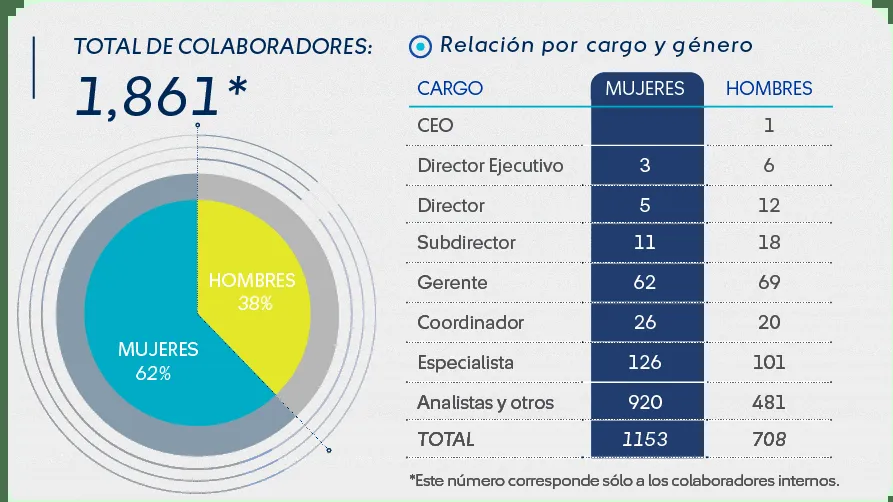 TOTAL DE COLABORADORES:
1,861*
HOMBRES
38%
MUJERES
62%
Relación por cargo y género
CARGO MUJERES HOMBRES
CEO 1
Director Ejecutivo 3 6
Director 5 12
Subdirector 11 18
Gerente 62 69
Coordinador 26 20
Especialista 126 101
Analistas y otros 920 481
TOTAL 1153 708
*Este número corresponde sólo a los colaboradores internos.